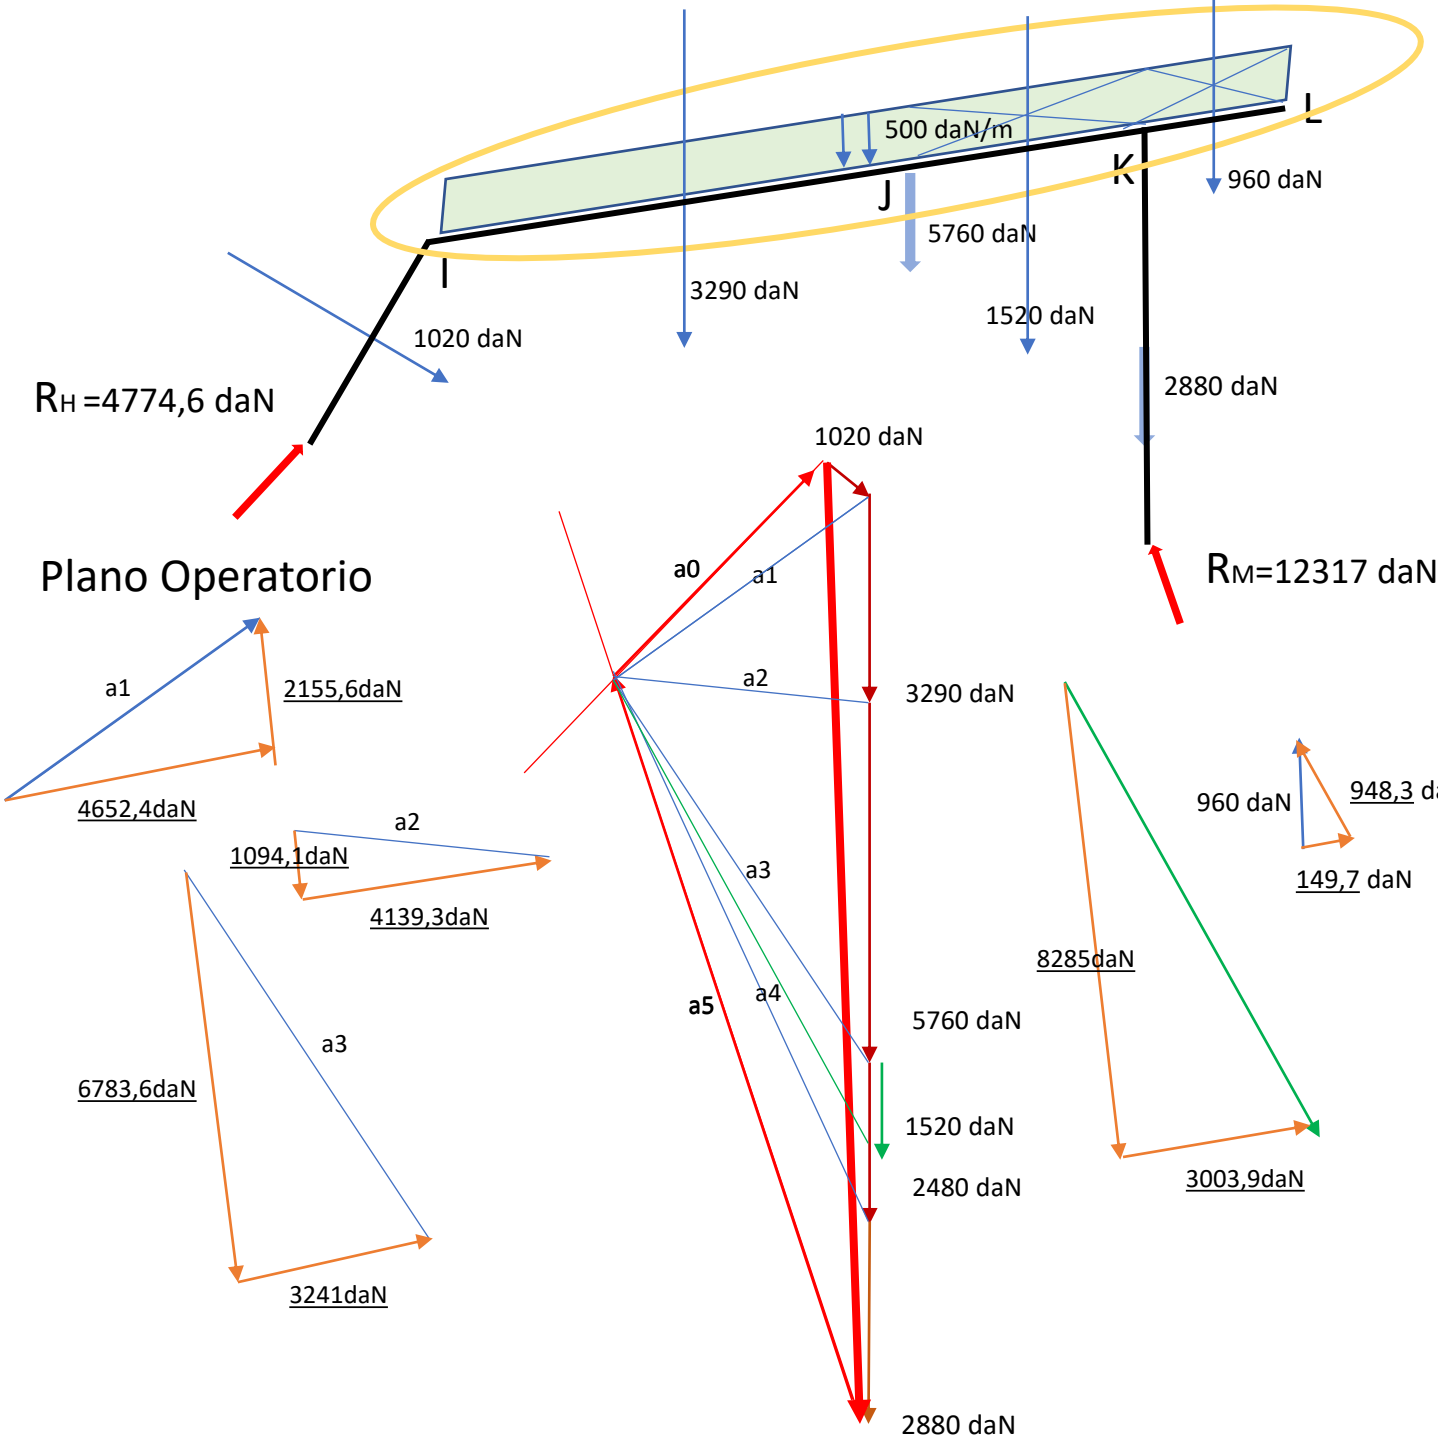 500 daN/m
L
K
960 daN
J
5760 daN
I
3290 daN
1520 daN
1020 daN
RH =4774,6 daN
2880 daN
1020 daN
Plano Operatorio
a0
a1
RM=12317 daN
a1
2155,6daN
a2
3290 daN
4652,4daN
a2
1094,1daN
4139,3daN
960 daN
948,3 da
149,7 daN
a3
8285daN
a5
a4
5760 daN
a3
6783,6daN
1520 daN
2480 daN
3003,9daN
3241daN
2880 daN